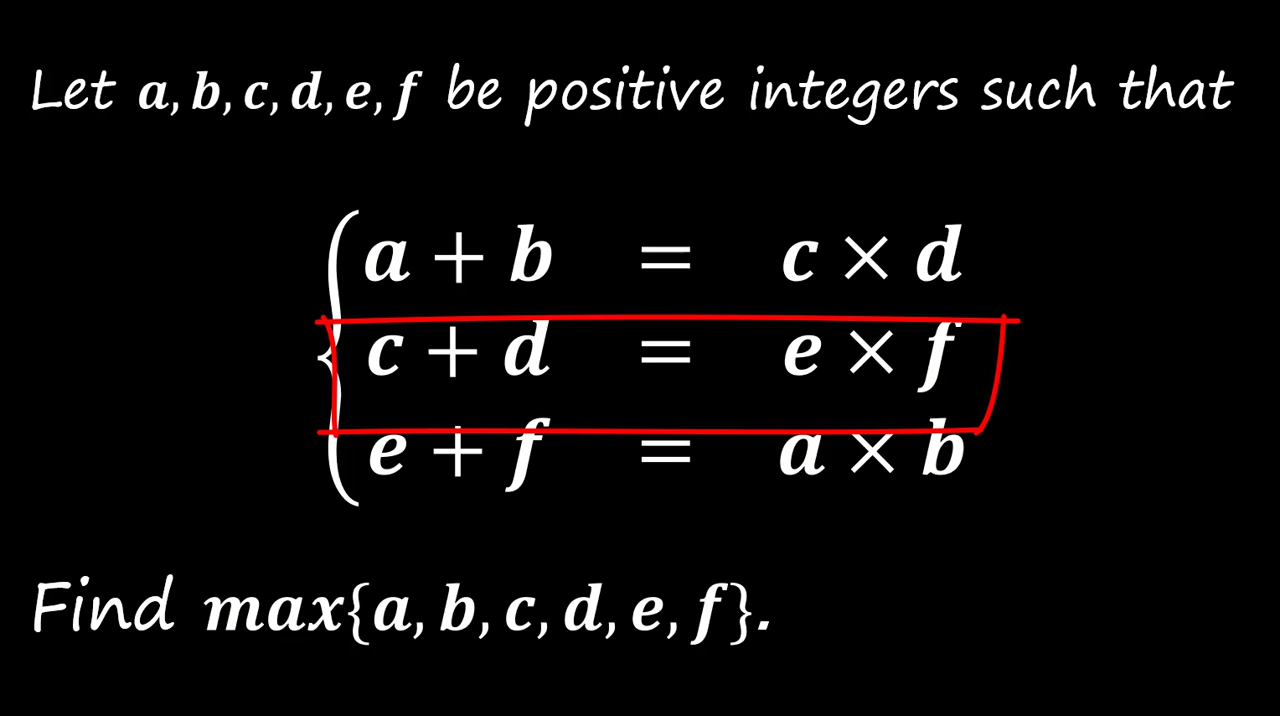 Let a, b, c, d, e, f be positive integers such that
a + b = c × d
c + d = e × f
e + f = a × b
Find max{a, b, c, d, e, f}.